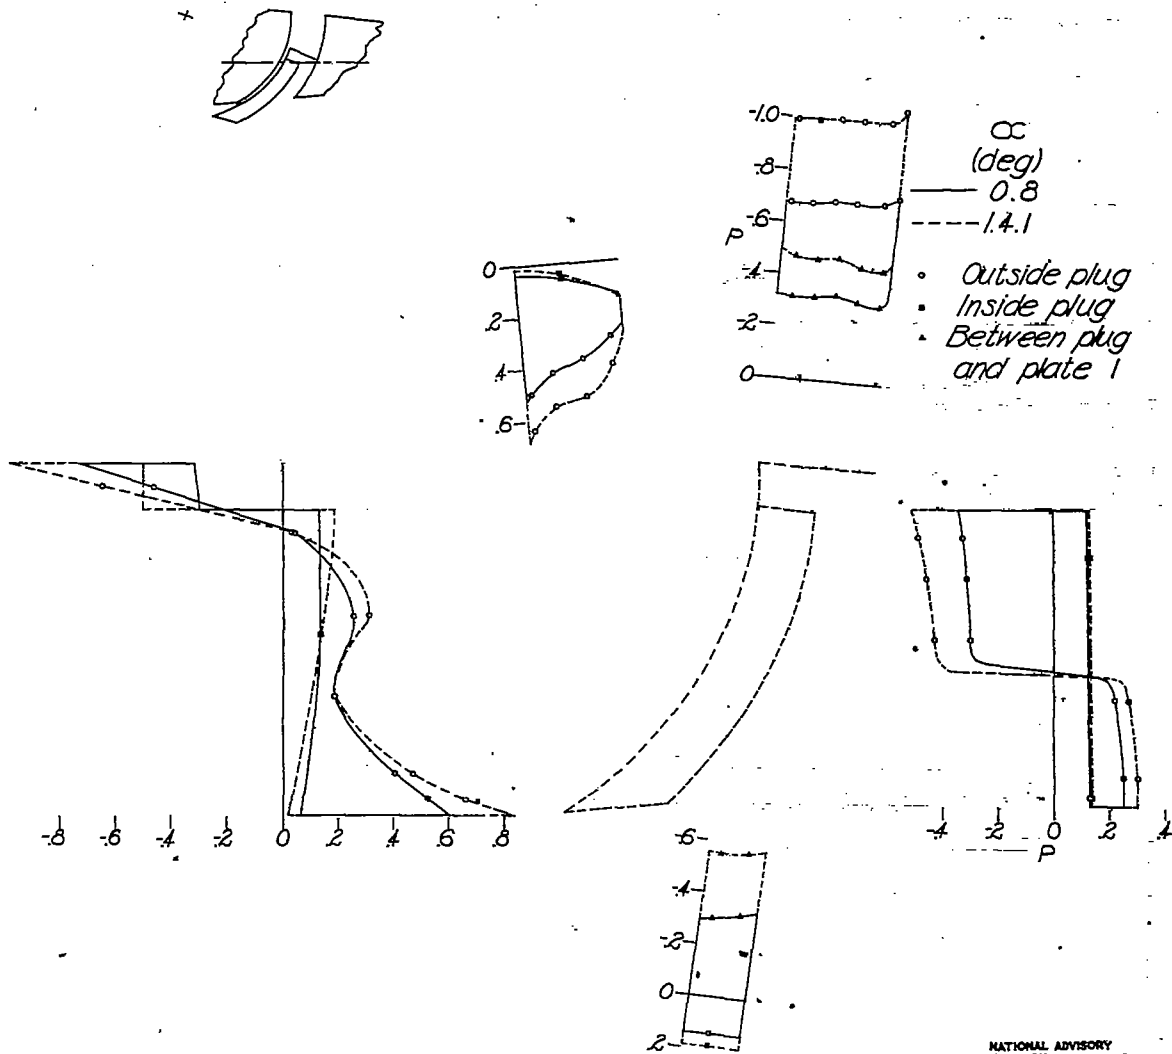 -1.0
α
(deg)
-.8
0.8
-.6
14.1
P
-.4
0
Outside plug
Inside plug
.2
-.2
Between plug
and plate 1
0
.4
.6
-.8 -.6 -.4 -.2 0 .2 .4 .6 .8
-.4 -.2 0 .2 .4
P
-.6
-.4
-.2
0
.2
NATIONAL ADVISORY